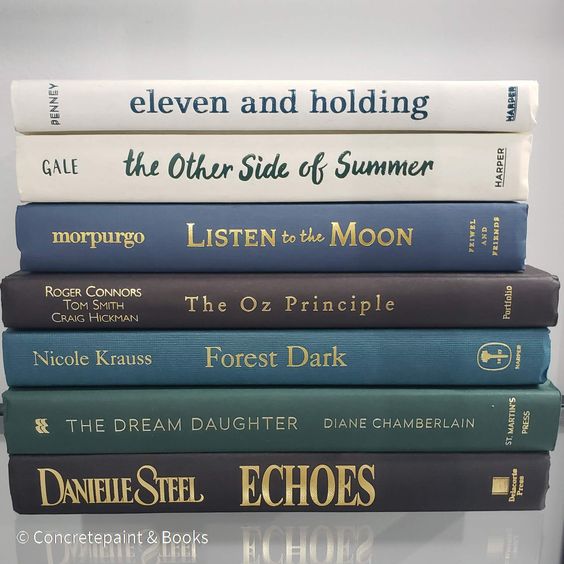 PENNEY eleven and holding HARPER
GALE the Other Side of Summer HARPER
morpurgo LISTEN to the MOON FEIWEL AND FRIENDS
ROGER CONNORS
TOM SMITH
CRAIG HICKMAN
The Oz Principle Portfolio
Nicole Krauss Forest Dark HARPER
THE DREAM DAUGHTER DIANE CHAMBERLAIN ST. MARTIN'S PRESS
DANIELLE STEEL ECHOES Delacorte Press
© Concretepaint & Books